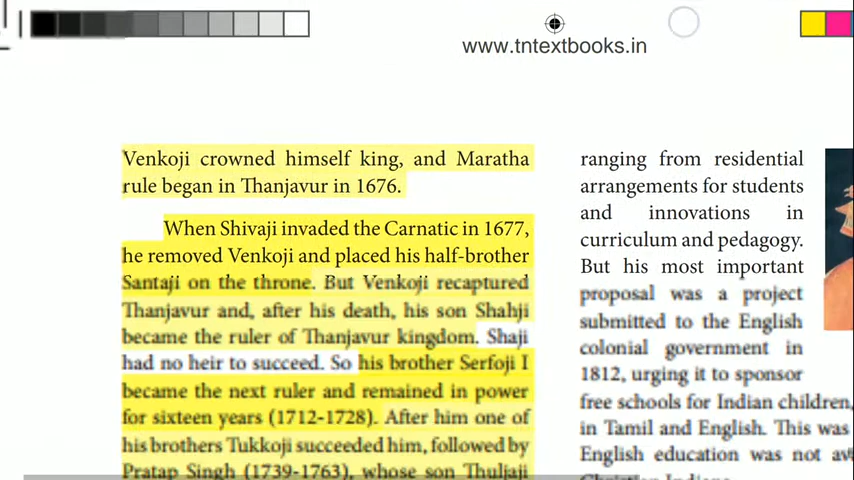 www.tntextbooks.in
Venkoji crowned himself king, and Maratha
rule began in Thanjavur in 1676.
When Shivaji invaded the Carnatic in 1677,
he removed Venkoji and placed his half-brother
Santaji on the throne. But Venkoji recaptured
Thanjavur and, after his death, his son Shahji
became the ruler of Thanjavur kingdom. Shaji
had no heir to succeed. So his brother Serfoji I
became the next ruler and remained in power
for sixteen years (1712-1728). After him one of
his brothers Tukkoji succeeded him, followed by
Pratap Singh (1739-1763), whose son Thuljaji
ranging from residential
arrangements for students
and innovations in
curriculum and pedagogy.
But his most important
proposal was a project
submitted to the English
colonial government in
1812, urging it to sponsor
free schools for Indian children,
in Tamil and English. This was
English education was not